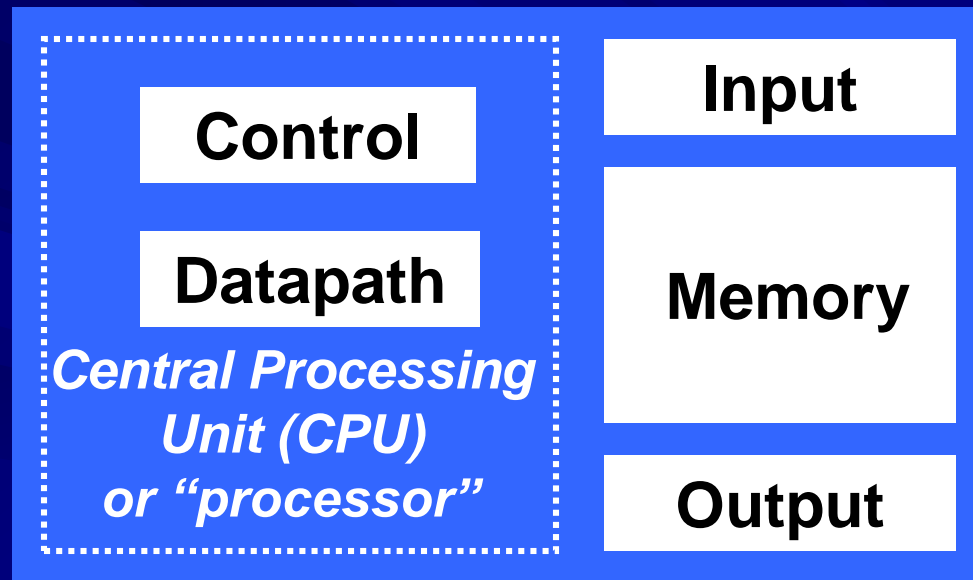 Control
Datapath
Central Processing
Unit (CPU)
or “processor”
Input
Memory
Output